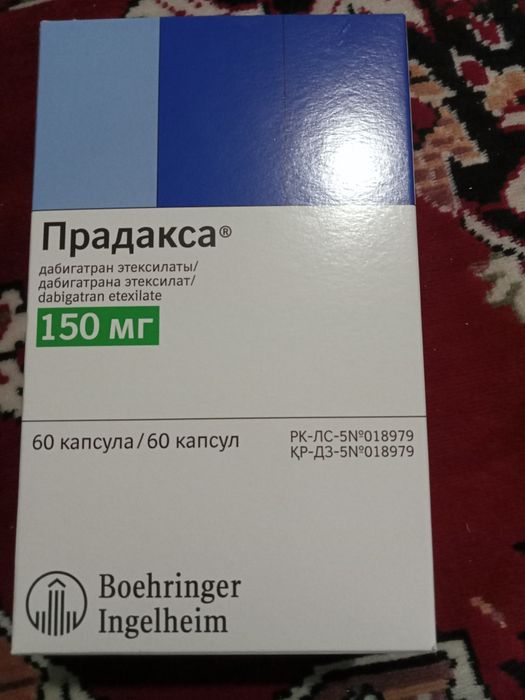 Прадакса®
дабигатран этексилаты/
дабигатрана этексилат/
dabigatran etexilate
150 мг
60 капсула/60 капсул
РК-ЛС-5№018979
ҚР-ДЗ-5№018979
Boehringer
Ingelheim